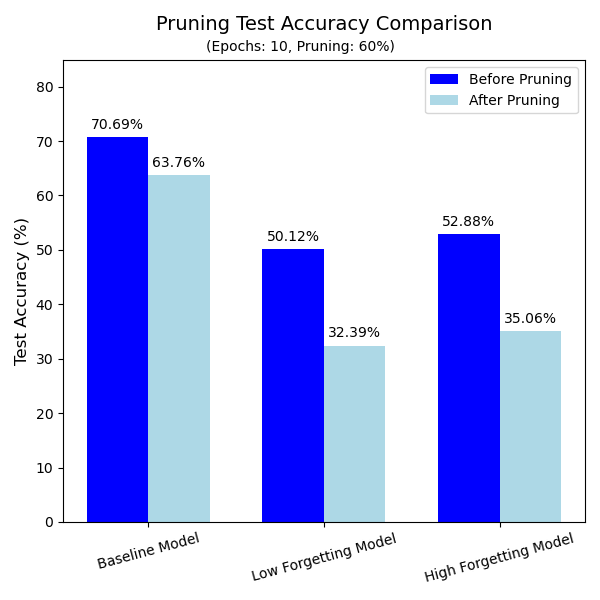 Pruning Test Accuracy Comparison
(Epochs: 10, Pruning: 60%)
Before Pruning
After Pruning
Test Accuracy (%)
80
70
60
50
40
30
20
10
0
70.69%
63.76%
50.12%
32.39%
52.88%
35.06%
Baseline Model
Low Forgetting Model
High Forgetting Model